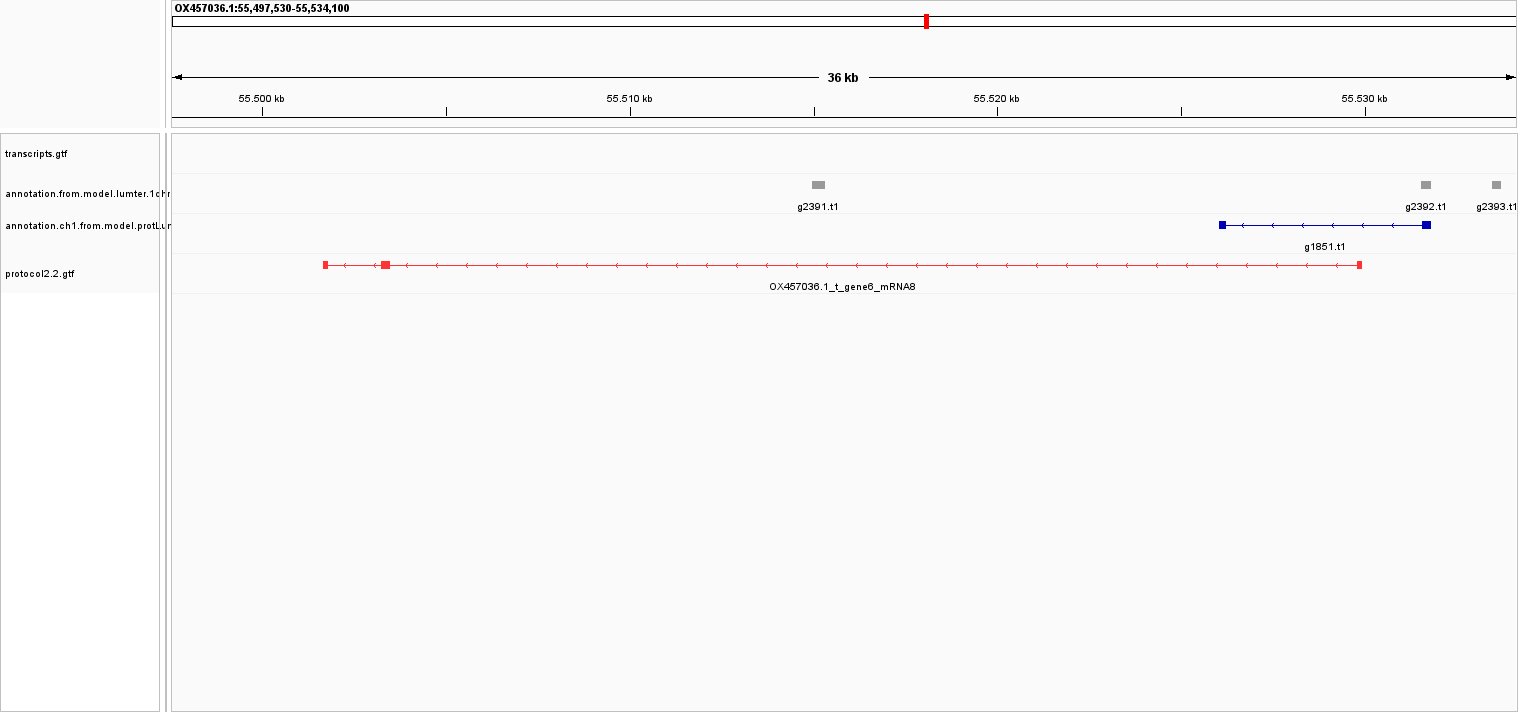 OX457036.1:55,497,530-55,534,100
36 kb
55.500 kb 55.510 kb 55.520 kb 55.530 kb
transcripts.gtf
annotation.from.model.lumter.1chr
g2391.t1 g2392.t1 g2393.t1
annotation.ch1.from.model.protLum
g1851.t1
protocol2.2.gtf
OX457036.1_t_gene6_mRNA8